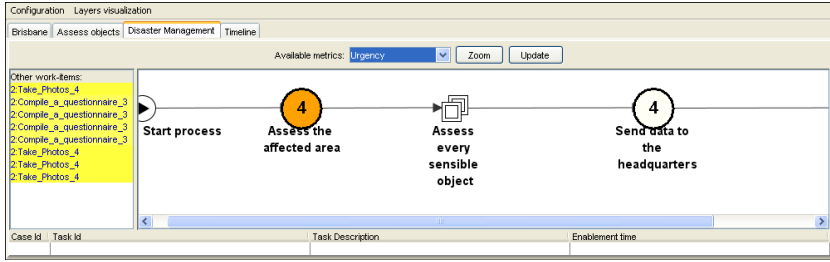 Configuration Layers visualization
Brisbane Assess objects Disaster Management Timeline
Available metrics: Urgency Zoom Update
Other work-items:
2:Take_Photos_4
2:Compile_a_questionnaire_3
2:Compile_a_questionnaire_3
2:Compile_a_questionnaire_3
2:Compile_a_questionnaire_3
2:Take_Photos_4
2:Take_Photos_4
2:Take_Photos_4
Start process
4
Assess the
affected area
Assess
every
sensible
object
4
Send data to
the
headquarters
Case Id Task Id Task Description Enablement time